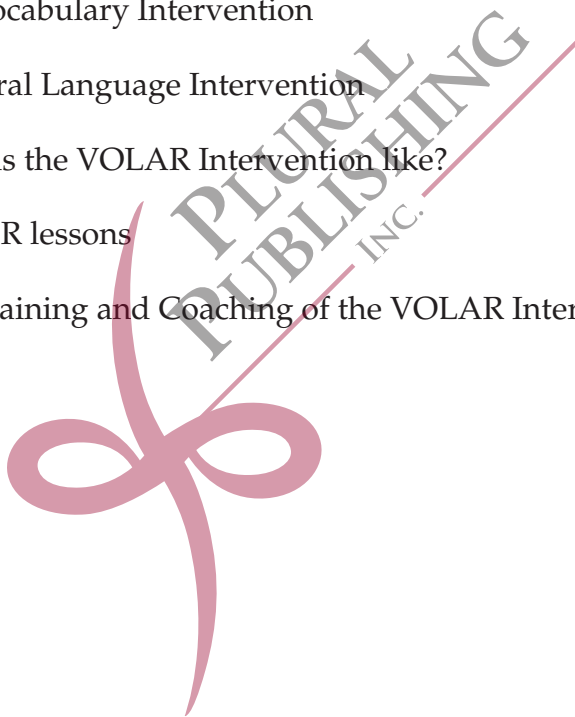 ocabulary Intervention
ral Language Intervention
s the VOLAR Intervention like?
R lessons
aining and Coaching of the VOLAR Inter
PLURAL
PUBLISHING
INC.